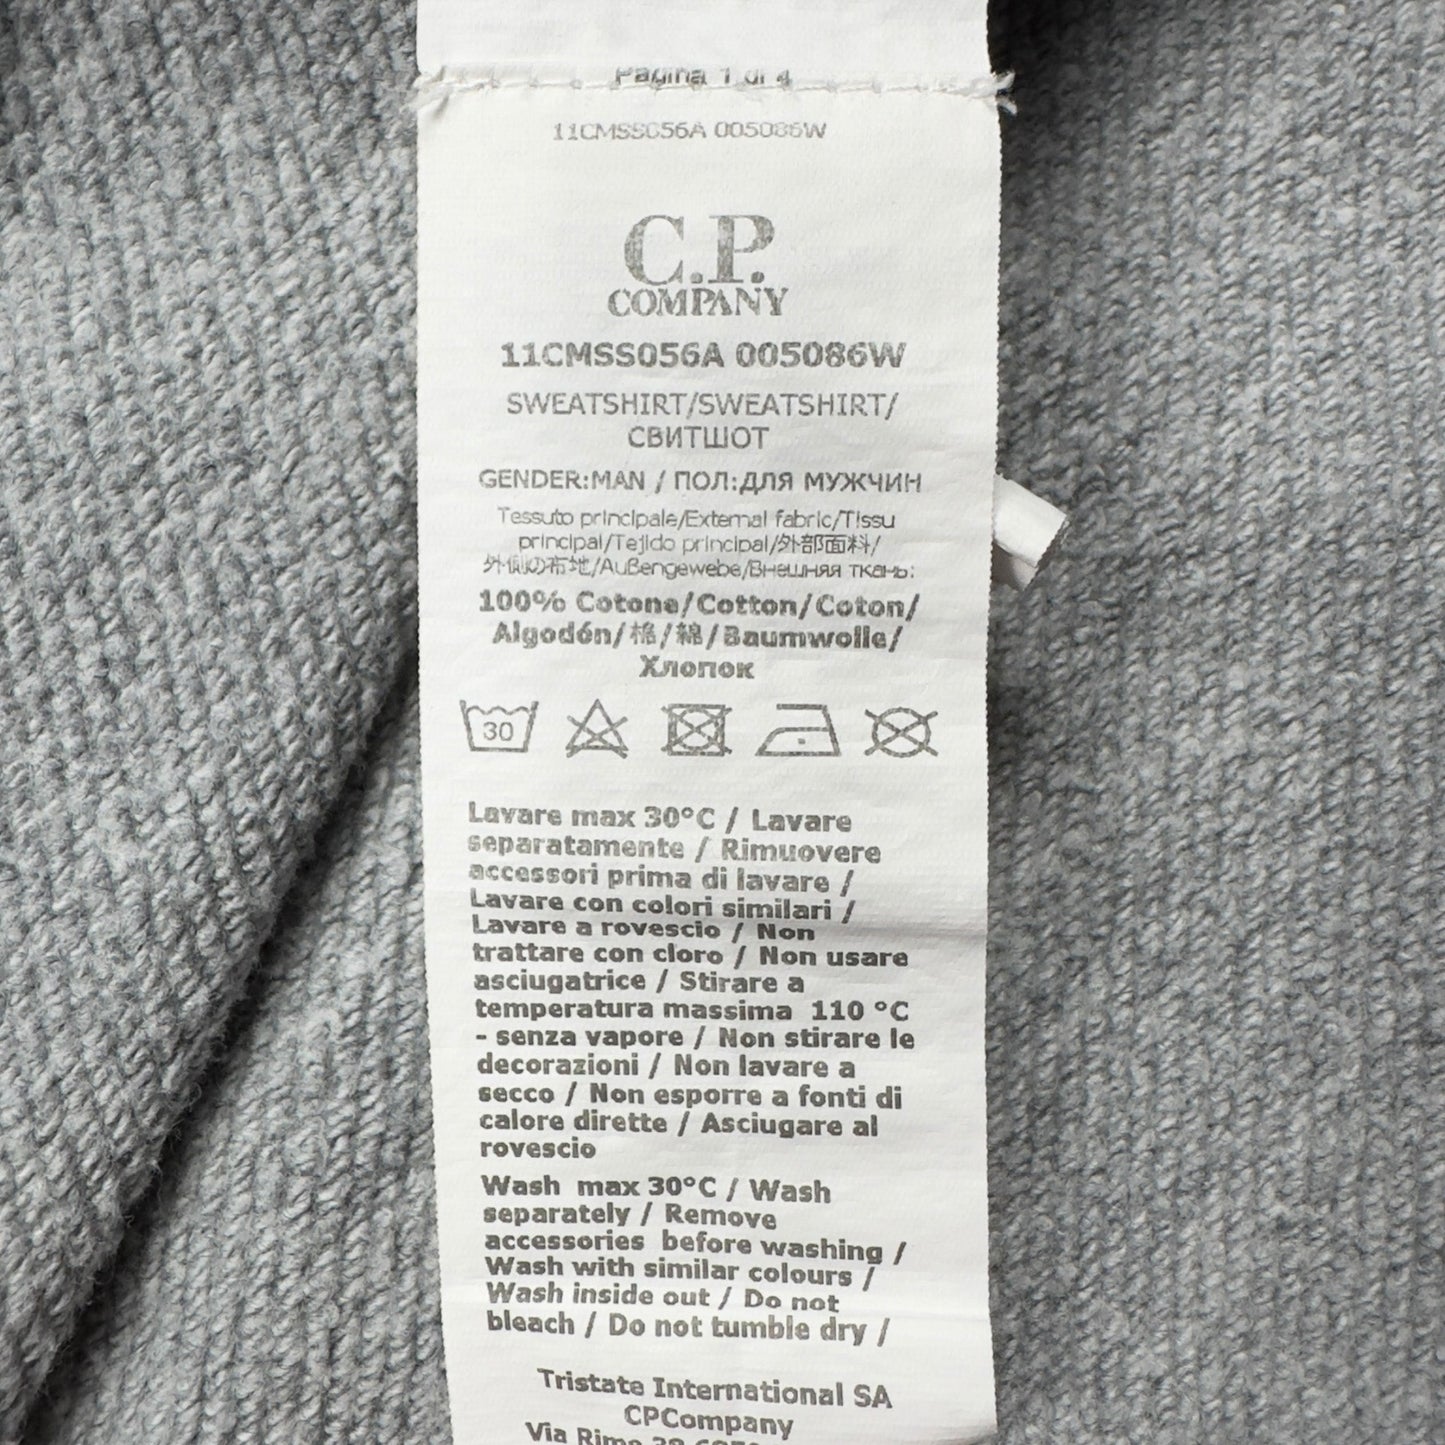 Pagina 1 di 4
11CMSS056A 005086W
C.P.
COMPANY
11CMSS056A 005086W
SWEATSHIRT/SWEATSHIRT/
СВИТШОТ
GENDER:MAN / ПОЛ:ДЛЯ МУЖЧИН
Tessuto principale/External fabric/Tissu
principal/Tejido principal/外部面料/
外側の布地/Außengewebe/Внешняя ткань:
100% Cotone/Cotton/Coton/
Algodón/棉/綿/Baumwolle/
Хлопок
30
Lavare max 30°C / Lavare
separatamente / Rimuovere
accessori prima di lavare /
Lavare con colori similari /
Lavare a rovescio / Non
trattare con cloro / Non usare
asciugatrice / Stirare a
temperatura massima 110 °C
- senza vapore / Non stirare le
decorazioni / Non lavare a
secco / Non esporre a fonti di
calore dirette / Asciugare al
rovescio
Wash max 30°C / Wash
separately / Remove
accessories before washing /
Wash with similar colours /
Wash inside out / Do not
bleach / Do not tumble dry /
Tristate International SA
CPCompany
Via Rime